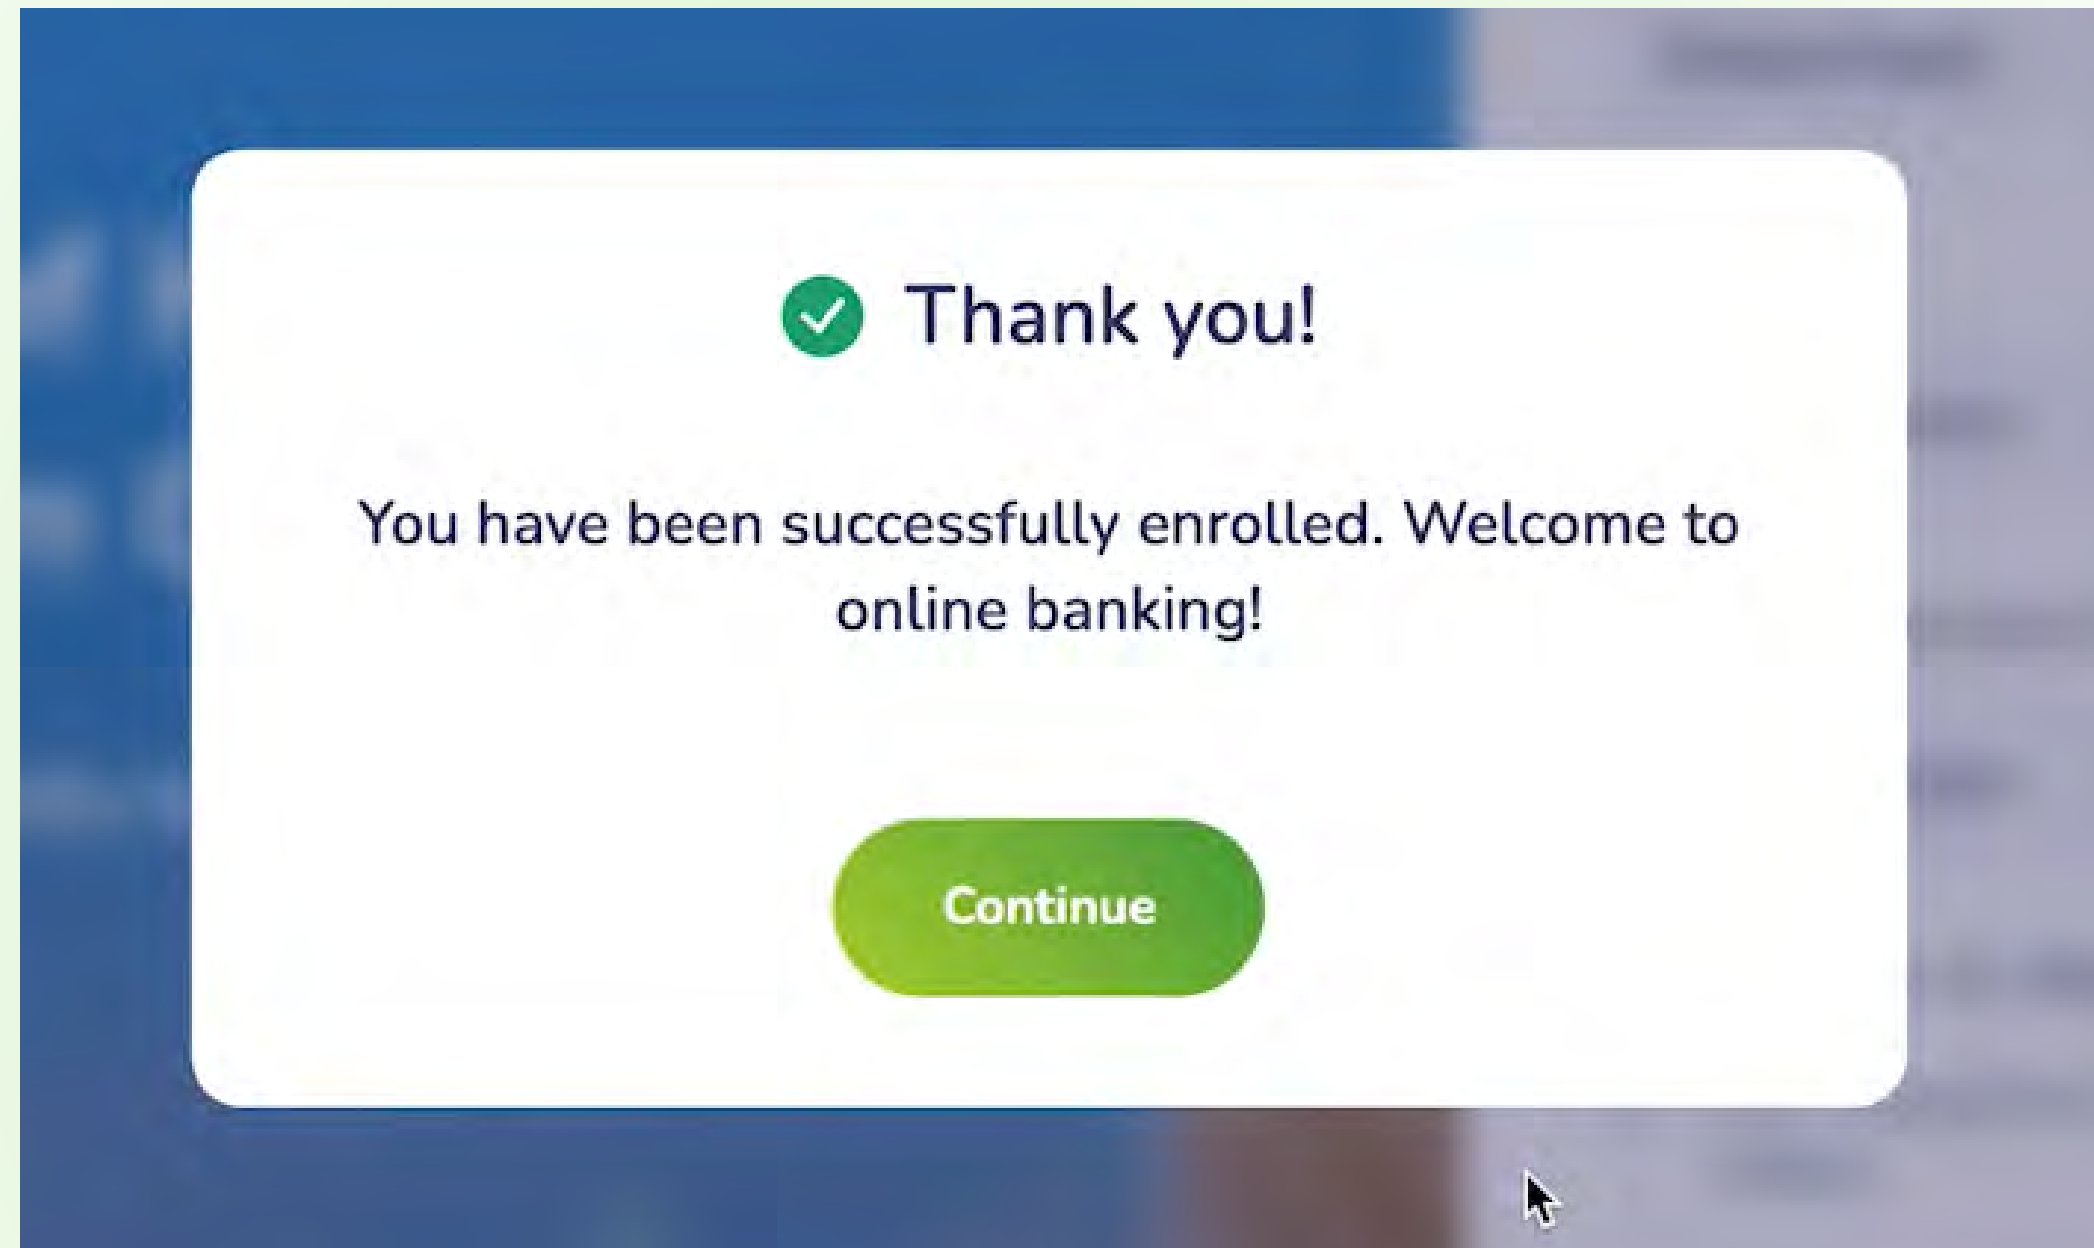 Thank you!
You have been successfully enrolled. Welcome to
online banking!
Continue